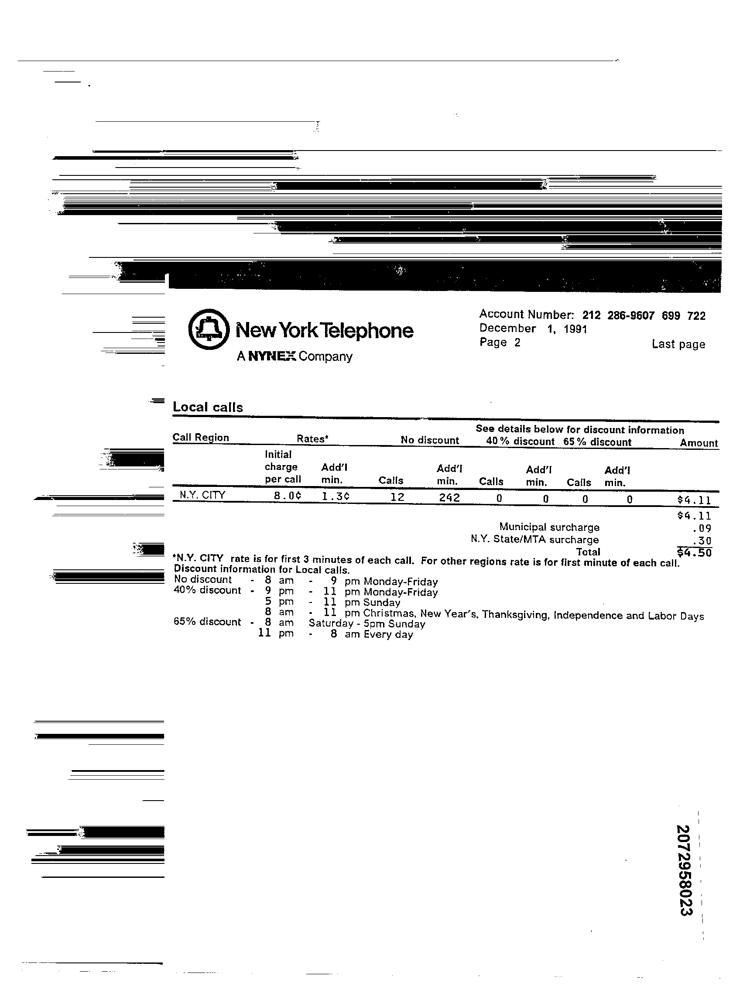 Account Number: 212 286-9607 699 722
December 1, 1991
Page 2 Last page
New York Telephone
A NYNEX Company
Local calls
See details below for discount information
Call Region Rates* No discount 40% discount 65% discount Amount
Initial
charge Add'l Add'l Add'l Add'l
per call min. Calls min. Calls min. Calls min.
N.Y. CITY 8.0¢ 1.3¢ 12 242 0 0 0 0 $4.11
$4.11
Municipal surcharge .09
N.Y. State/MTA surcharge .30
Total $4.50
*N.Y. CITY rate is for first 3 minutes of each call. For other regions rate is for first minute of each call.
Discount information for Local calls.
No discount - 8 am - 9 pm Monday-Friday
40% discount - 9 pm - 11 pm Monday-Friday
5 pm - 11 pm Sunday
8 am - 11 pm Christmas, New Year's, Thanksgiving, Independence and Labor Days
65% discount - 8 am Saturday - 5pm Sunday
11 pm - 8 am Every day
2072958023